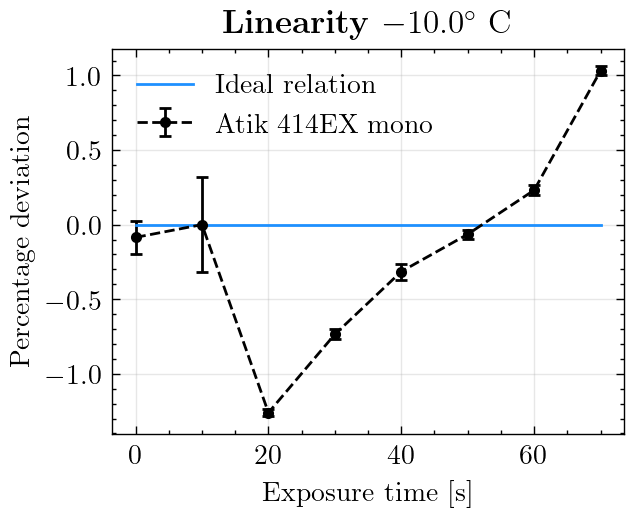 Linearity −10.0° C
Ideal relation
Atik 414EX mono
Percentage deviation
1.0
0.5
0.0
−0.5
−1.0
0 20 40 60
Exposure time [s]